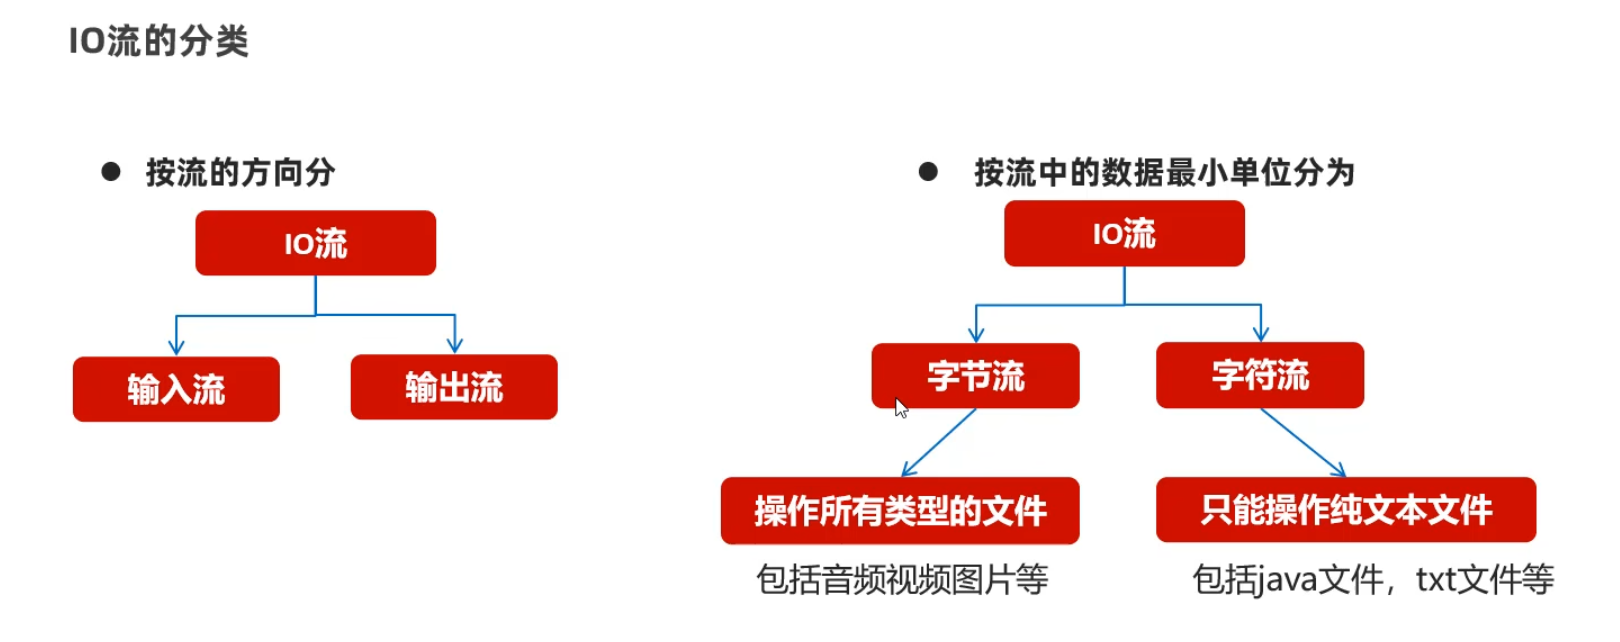 IO流的分类
按流的方向分
IO流
输入流
输出流
按流中的数据最小单位分为
IO流
字节流
字符流
操作所有类型的文件
只能操作纯文本文件
包括音频视频图片等
包括java文件，txt文件等